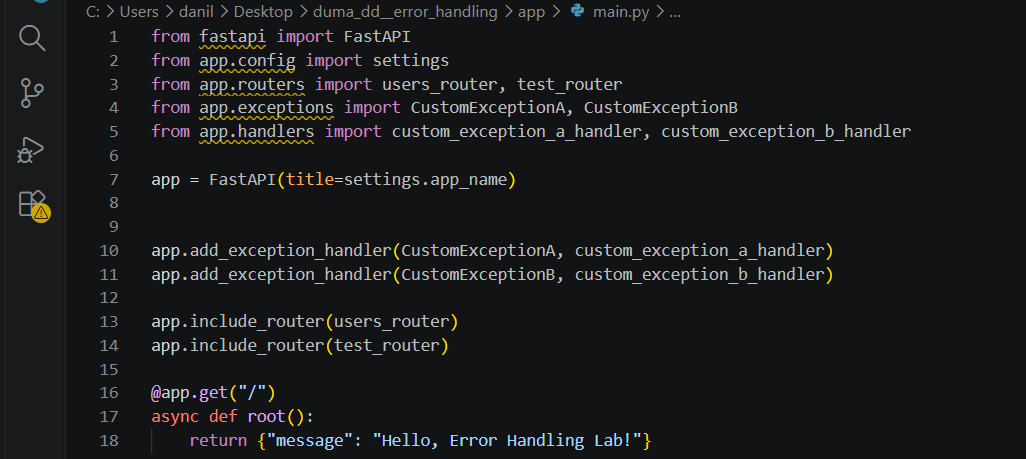 C: > Users > danil > Desktop > duma_dd__error_handling > app > main.py > ...
1 from fastapi import FastAPI
2 from app.config import settings
3 from app.routers import users_router, test_router
4 from app.exceptions import CustomExceptionA, CustomExceptionB
5 from app.handlers import custom_exception_a_handler, custom_exception_b_handler
6
7 app = FastAPI(title=settings.app_name)
8
9
10 app.add_exception_handler(CustomExceptionA, custom_exception_a_handler)
11 app.add_exception_handler(CustomExceptionB, custom_exception_b_handler)
12
13 app.include_router(users_router)
14 app.include_router(test_router)
15
16 @app.get("/")
17 async def root():
18     return {"message": "Hello, Error Handling Lab!"}